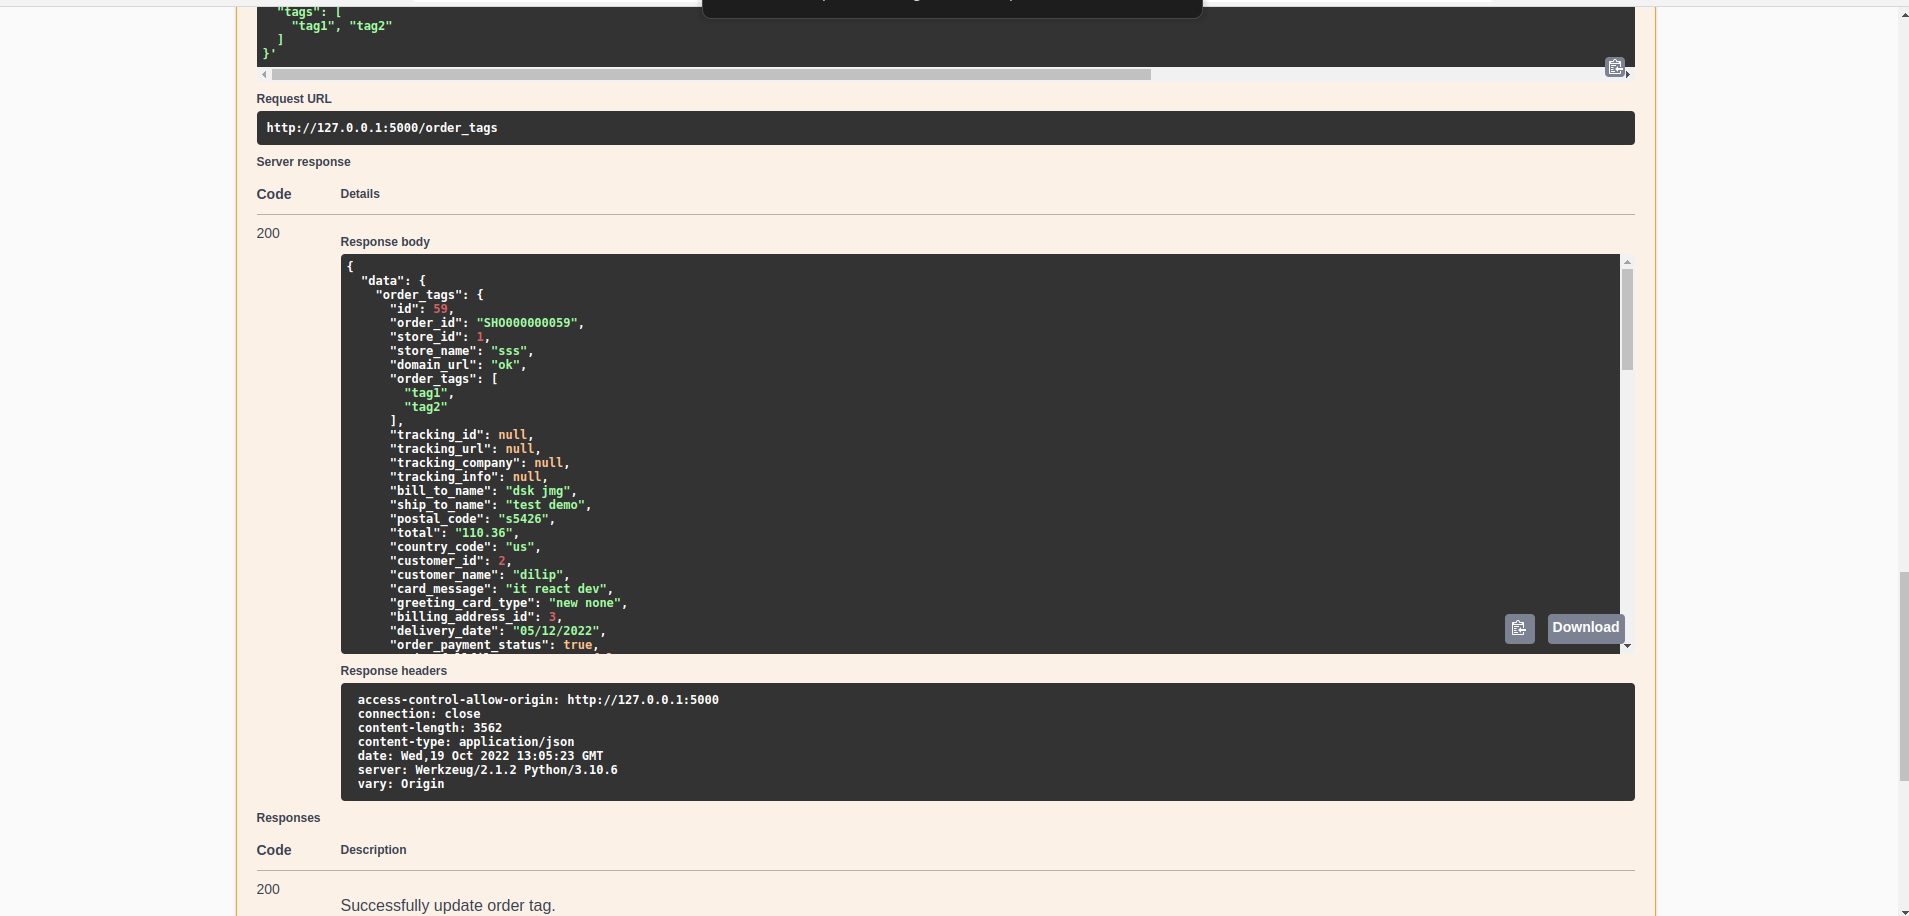 "tags": [
"tag1", "tag2"
]
}'
Request URL
http://127.0.0.1:5000/order_tags
Server response
Code Details
200
Response body
{
"data": {
"order_tags": {
"id": 59,
"order_id": "SHO000000059",
"store_id": 1,
"store_name": "sss",
"domain_url": "ok",
"order_tags": [
"tag1",
"tag2"
],
"tracking_id": null,
"tracking_url": null,
"tracking_company": null,
"tracking_info": null,
"bill_to_name": "dsk jmg",
"ship_to_name": "test demo",
"postal_code": "s5426",
"total": "110.36",
"country_code": "us",
"customer_id": 2,
"customer_name": "dilip",
"card_message": "it react dev",
"greeting_card_type": "new none",
"billing_address_id": 3,
"delivery_date": "05/12/2022",
"order_payment_status": true,
Download
Response headers
access-control-allow-origin: http://127.0.0.1:5000
connection: close
content-length: 3562
content-type: application/json
date: Wed,19 Oct 2022 13:05:23 GMT
server: Werkzeug/2.1.2 Python/3.10.6
vary: Origin
Responses
Code Description
200
Successfully update order tag.